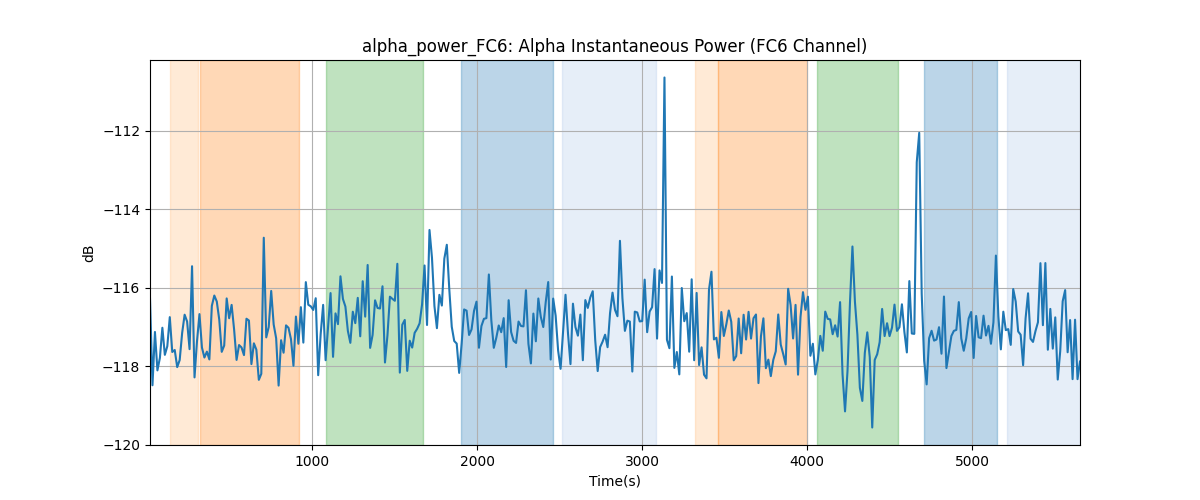 alpha_power_FC6: Alpha Instantaneous Power (FC6 Channel)
dB
−112
−114
−116
−118
−120
1000 2000 3000 4000 5000
Time(s)